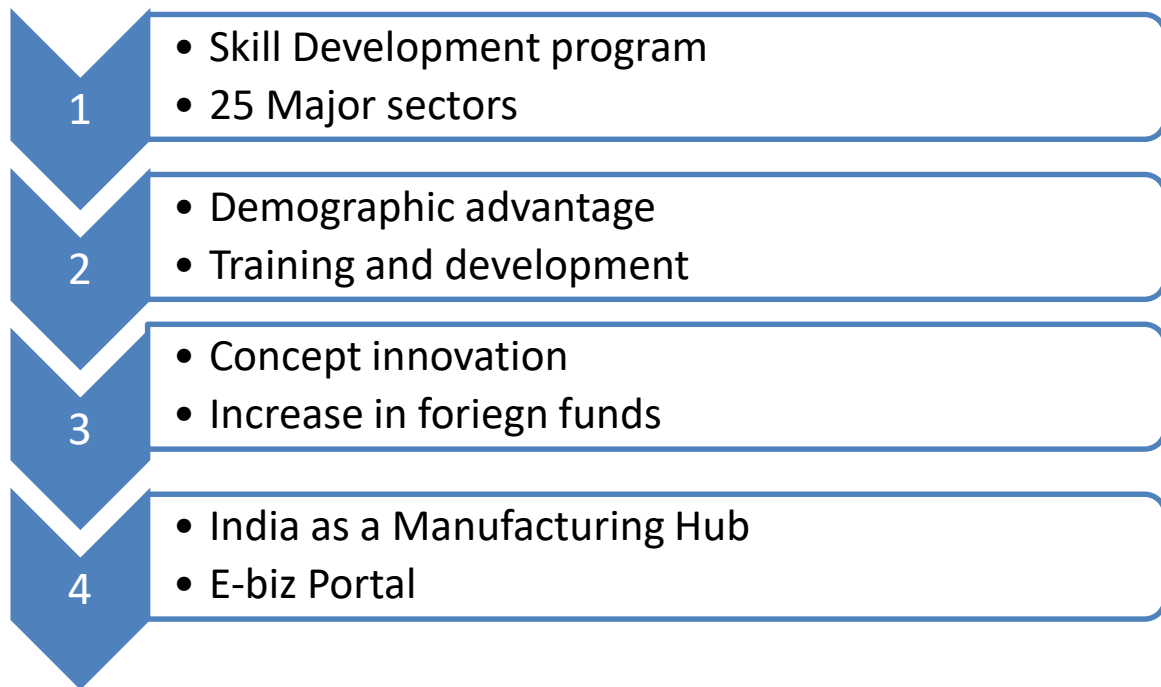 1
• Skill Development program
• 25 Major sectors
2
• Demographic advantage
• Training and development
3
• Concept innovation
• Increase in foriegn funds
4
• India as a Manufacturing Hub
• E-biz Portal